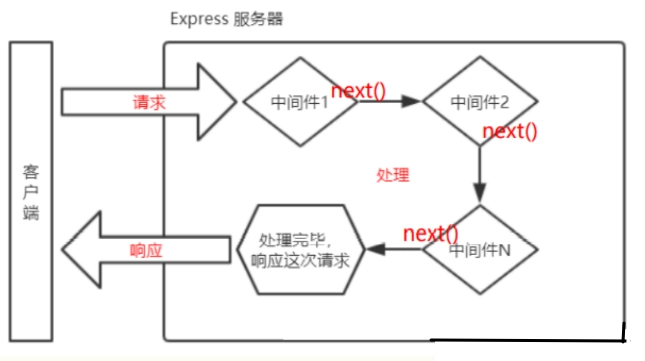 Express 服务器
客户端
请求
中间件1
next()
中间件2
next()
处理
next()
中间件N
处理完毕，
响应这次请求
响应